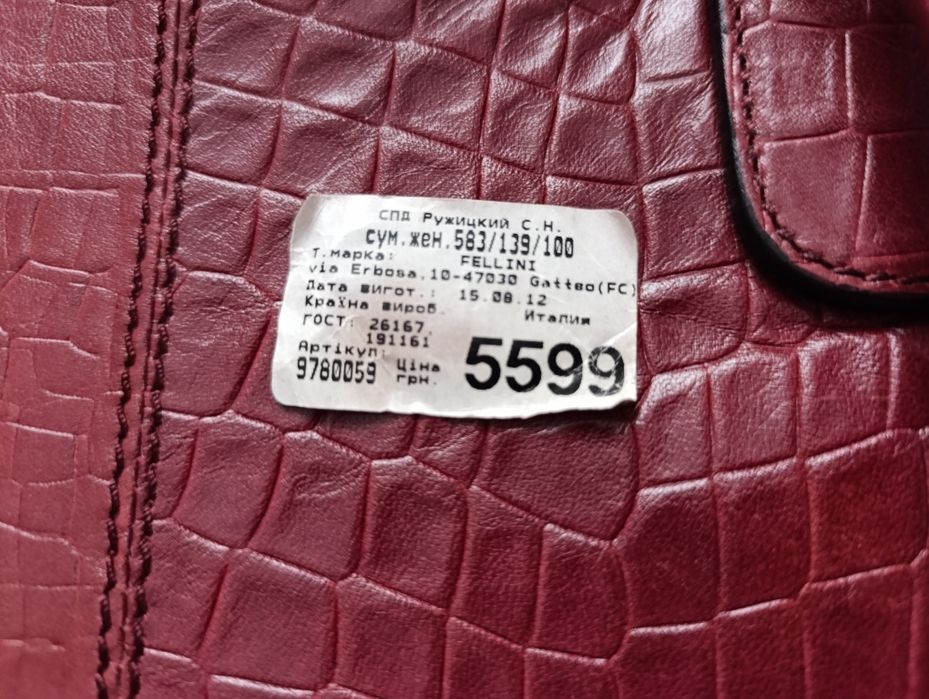 СПД Ружицкий С.Н.
сум.жен.583/139/100
Т.марка: FELLINI
via Erbosa,10-47030 Gatteo(FC)
Дата вигот.: 15.08.12
Країна вироб. Италия
ГОСТ: 26167,
191161
Артікул:
9780059 Ціна грн. 5599